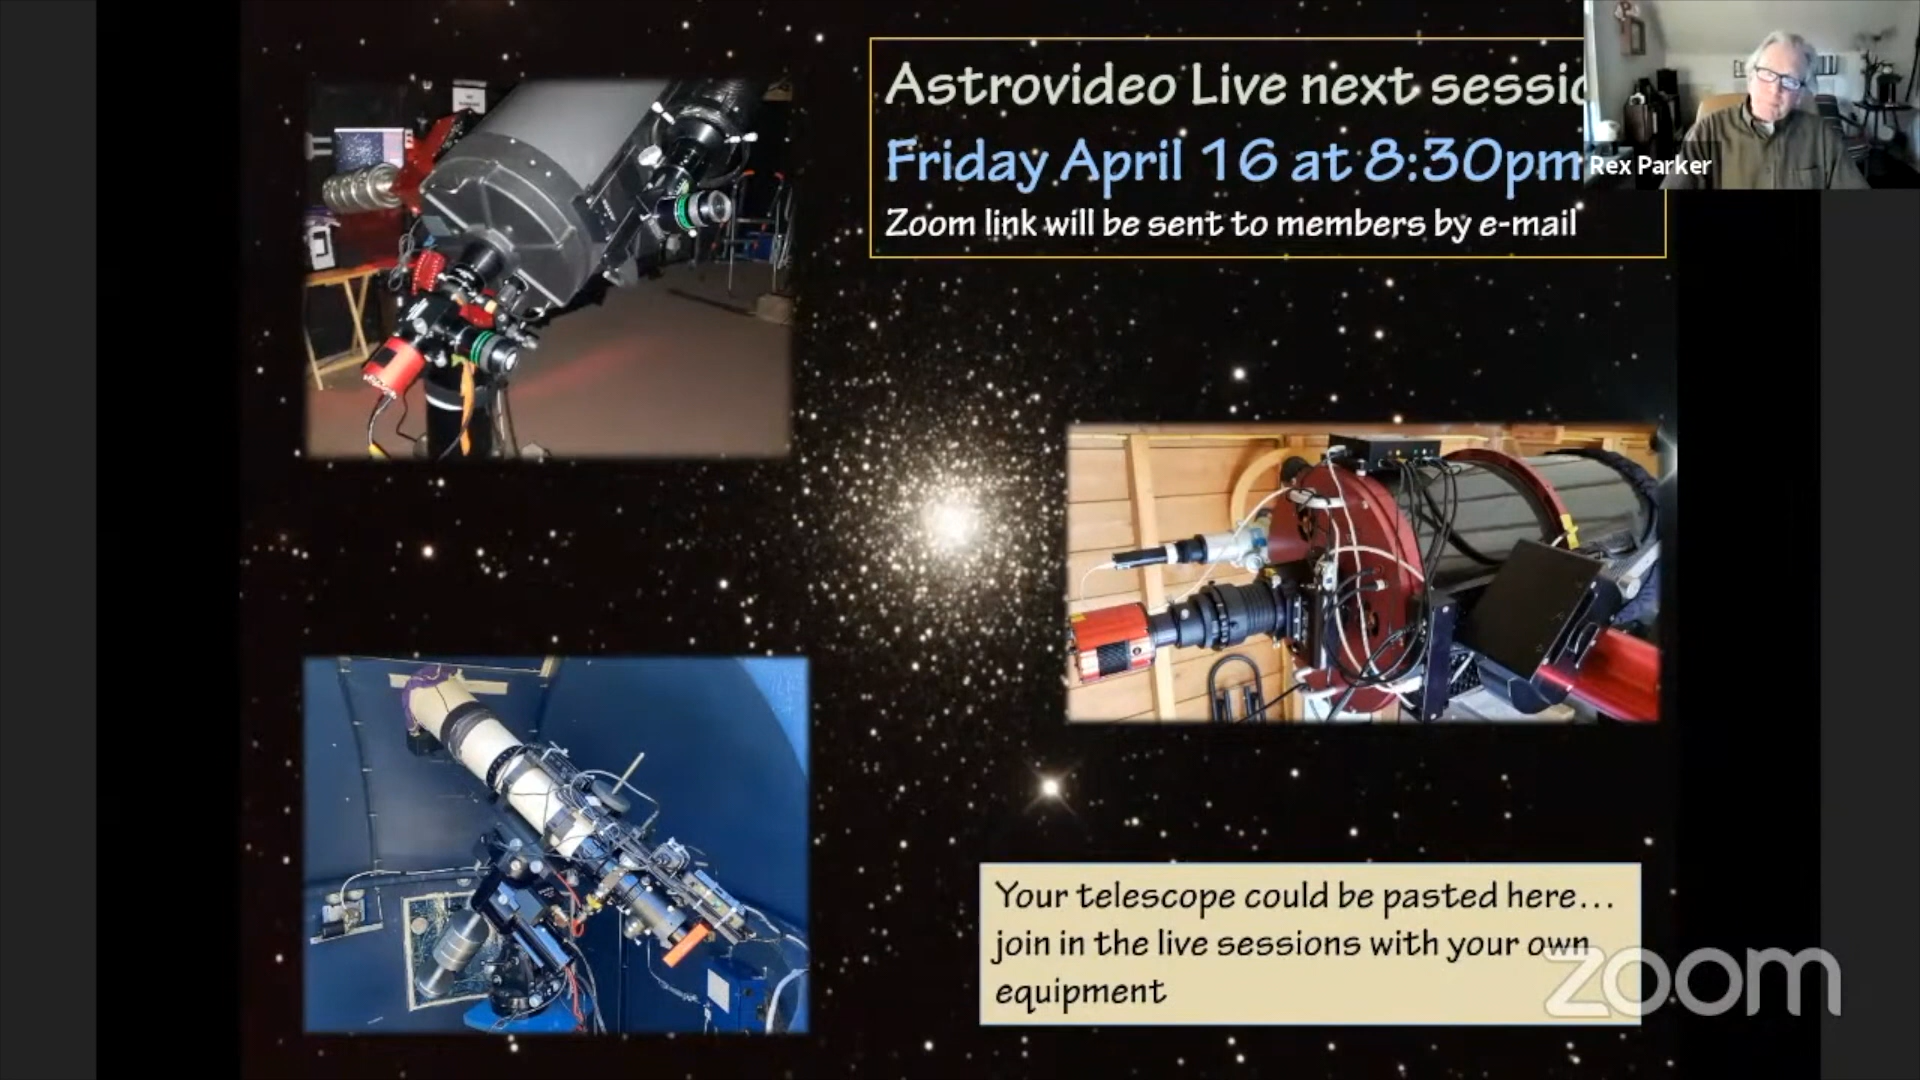 Astrovideo Live next sessio
Friday April 16 at 8:30pm
Zoom link will be sent to members by e-mail
Rex Parker
Your telescope could be pasted here...
join in the live sessions with your own
equipment
zoom